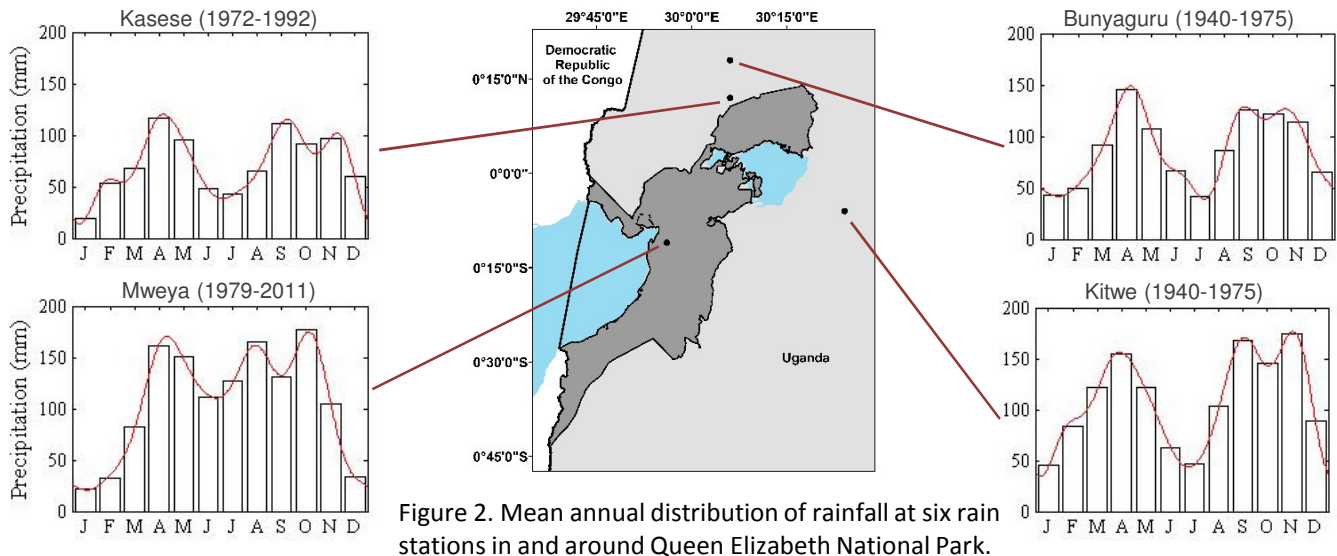 Kasese (1972-1992)
Precipitation (mm)
200
150
100
50
0
J F M A M J J A S O N D
29°45'0"E 30°0'0"E 30°15'0"E
Democratic
Republic
of the Congo
0°15'0"N
0°0'0"
0°15'0"S
0°30'0"S
0°45'0"S
Uganda
Bunyaguru (1940-1975)
200
150
100
50
0
J F M A M J J A S O N D
Mweya (1979-2011)
Precipitation (mm)
200
150
100
50
0
J F M A M J J A S O N D
Kitwe (1940-1975)
200
150
100
50
0
J F M A M J J A S O N D
Figure 2. Mean annual distribution of rainfall at six rain
stations in and around Queen Elizabeth National Park.